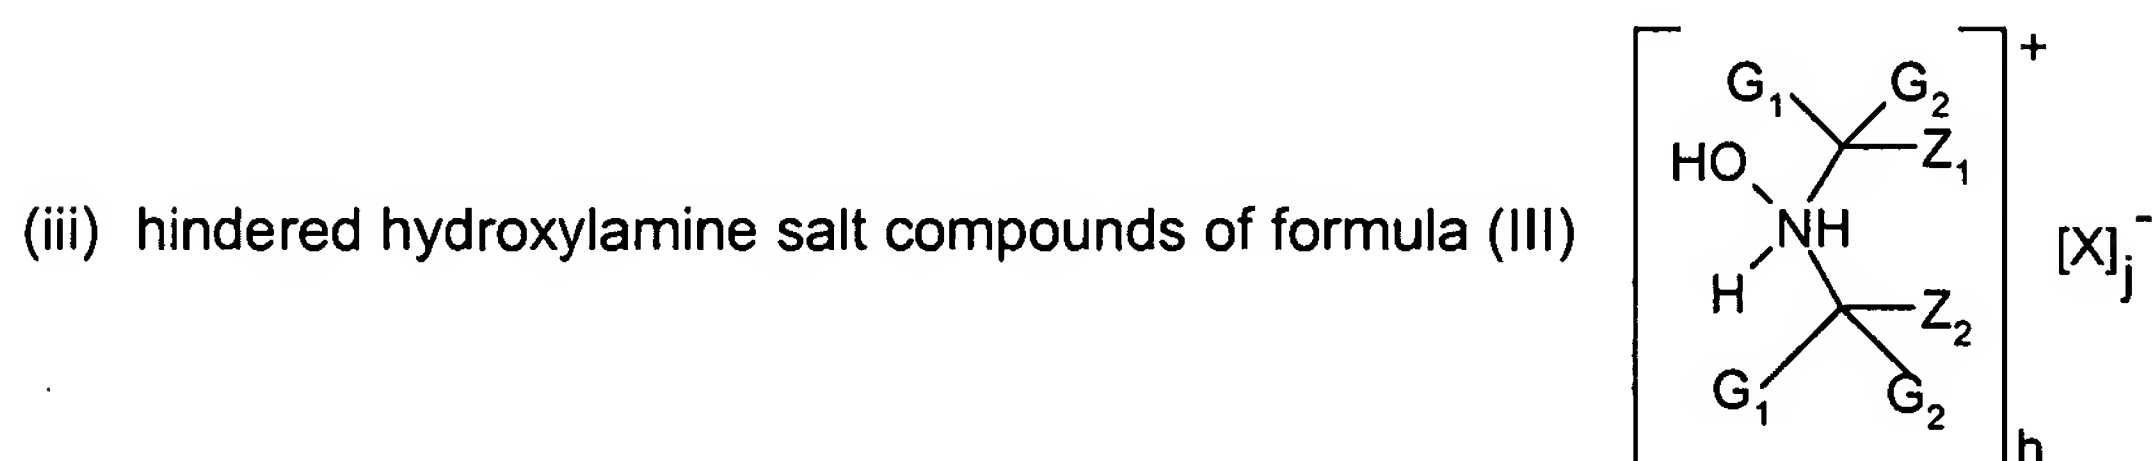 (iii) hindered hydroxylamine salt compounds of formula (III)
+
G₁ G₂
HO Z₁
NH [X]ⱼ⁻
H Z₂
G₁ G₂
h